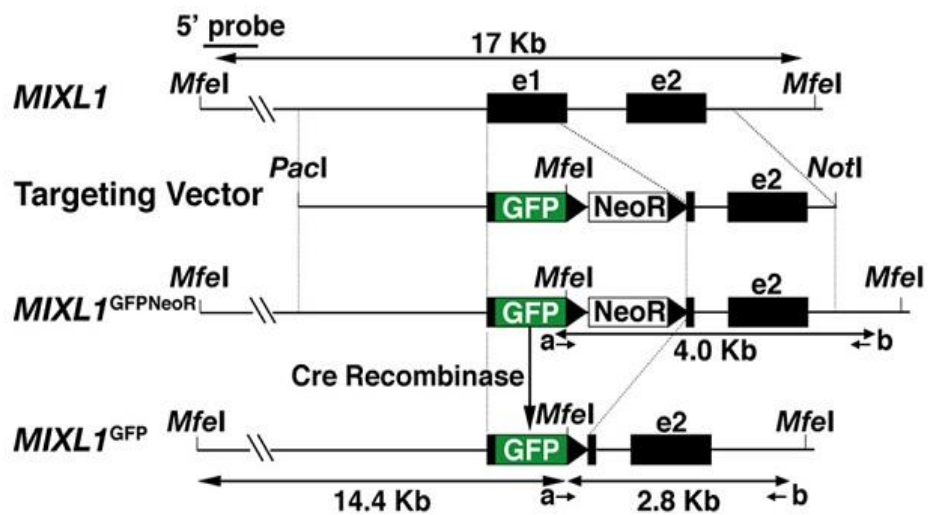 5' probe
17 Kb
MIXL1 MfeI e1 e2 MfeI
PacI MfeI NotI
Targeting Vector GFP NeoR e2
MfeI MfeI MfeI
MIXL1GFPNeoR GFP NeoR e2
a 4.0 Kb b
Cre Recombinase
MfeI MfeI MfeI
MIXL1GFP GFP e2
14.4 Kb a 2.8 Kb b